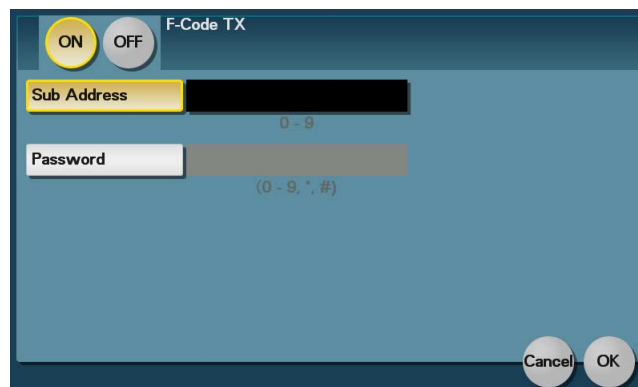 ON OFF F-Code TX
Sub Address
0 - 9
Password
(0 - 9, *, #)
Cancel OK